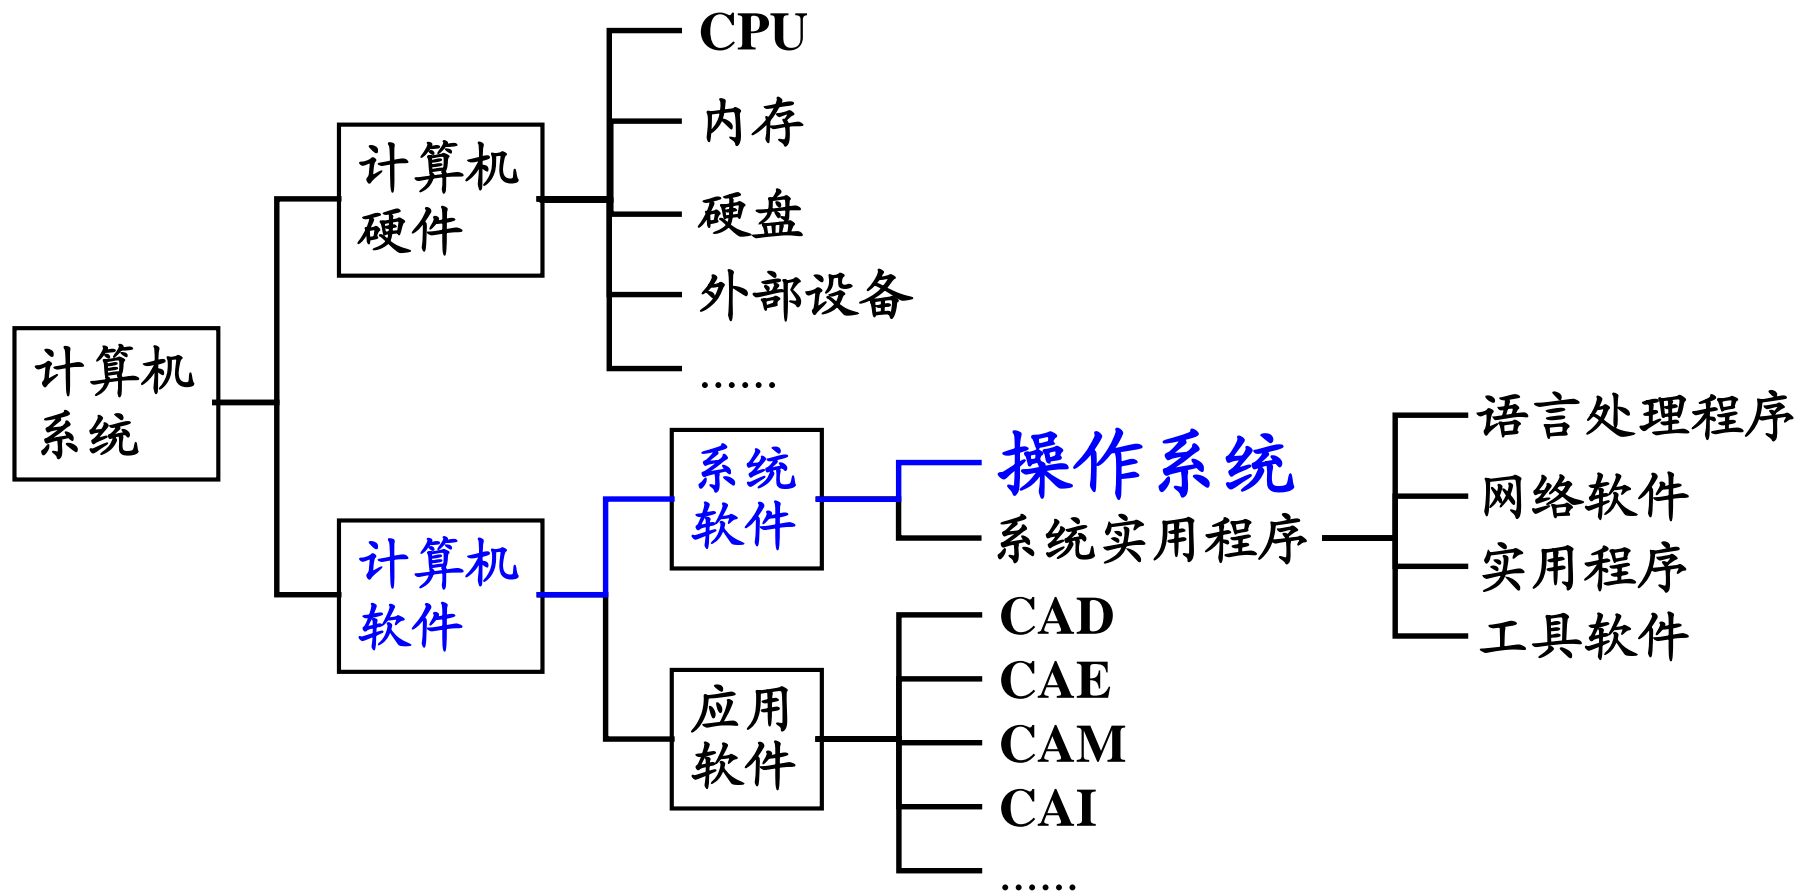 CPU
内存
计算机
硬件
硬盘
外部设备
......
计算机
系统
计算机
软件
系统
软件
操作系统
系统实用程序
语言处理程序
网络软件
实用程序
工具软件
应用
软件
CAD
CAE
CAM
CAI
......